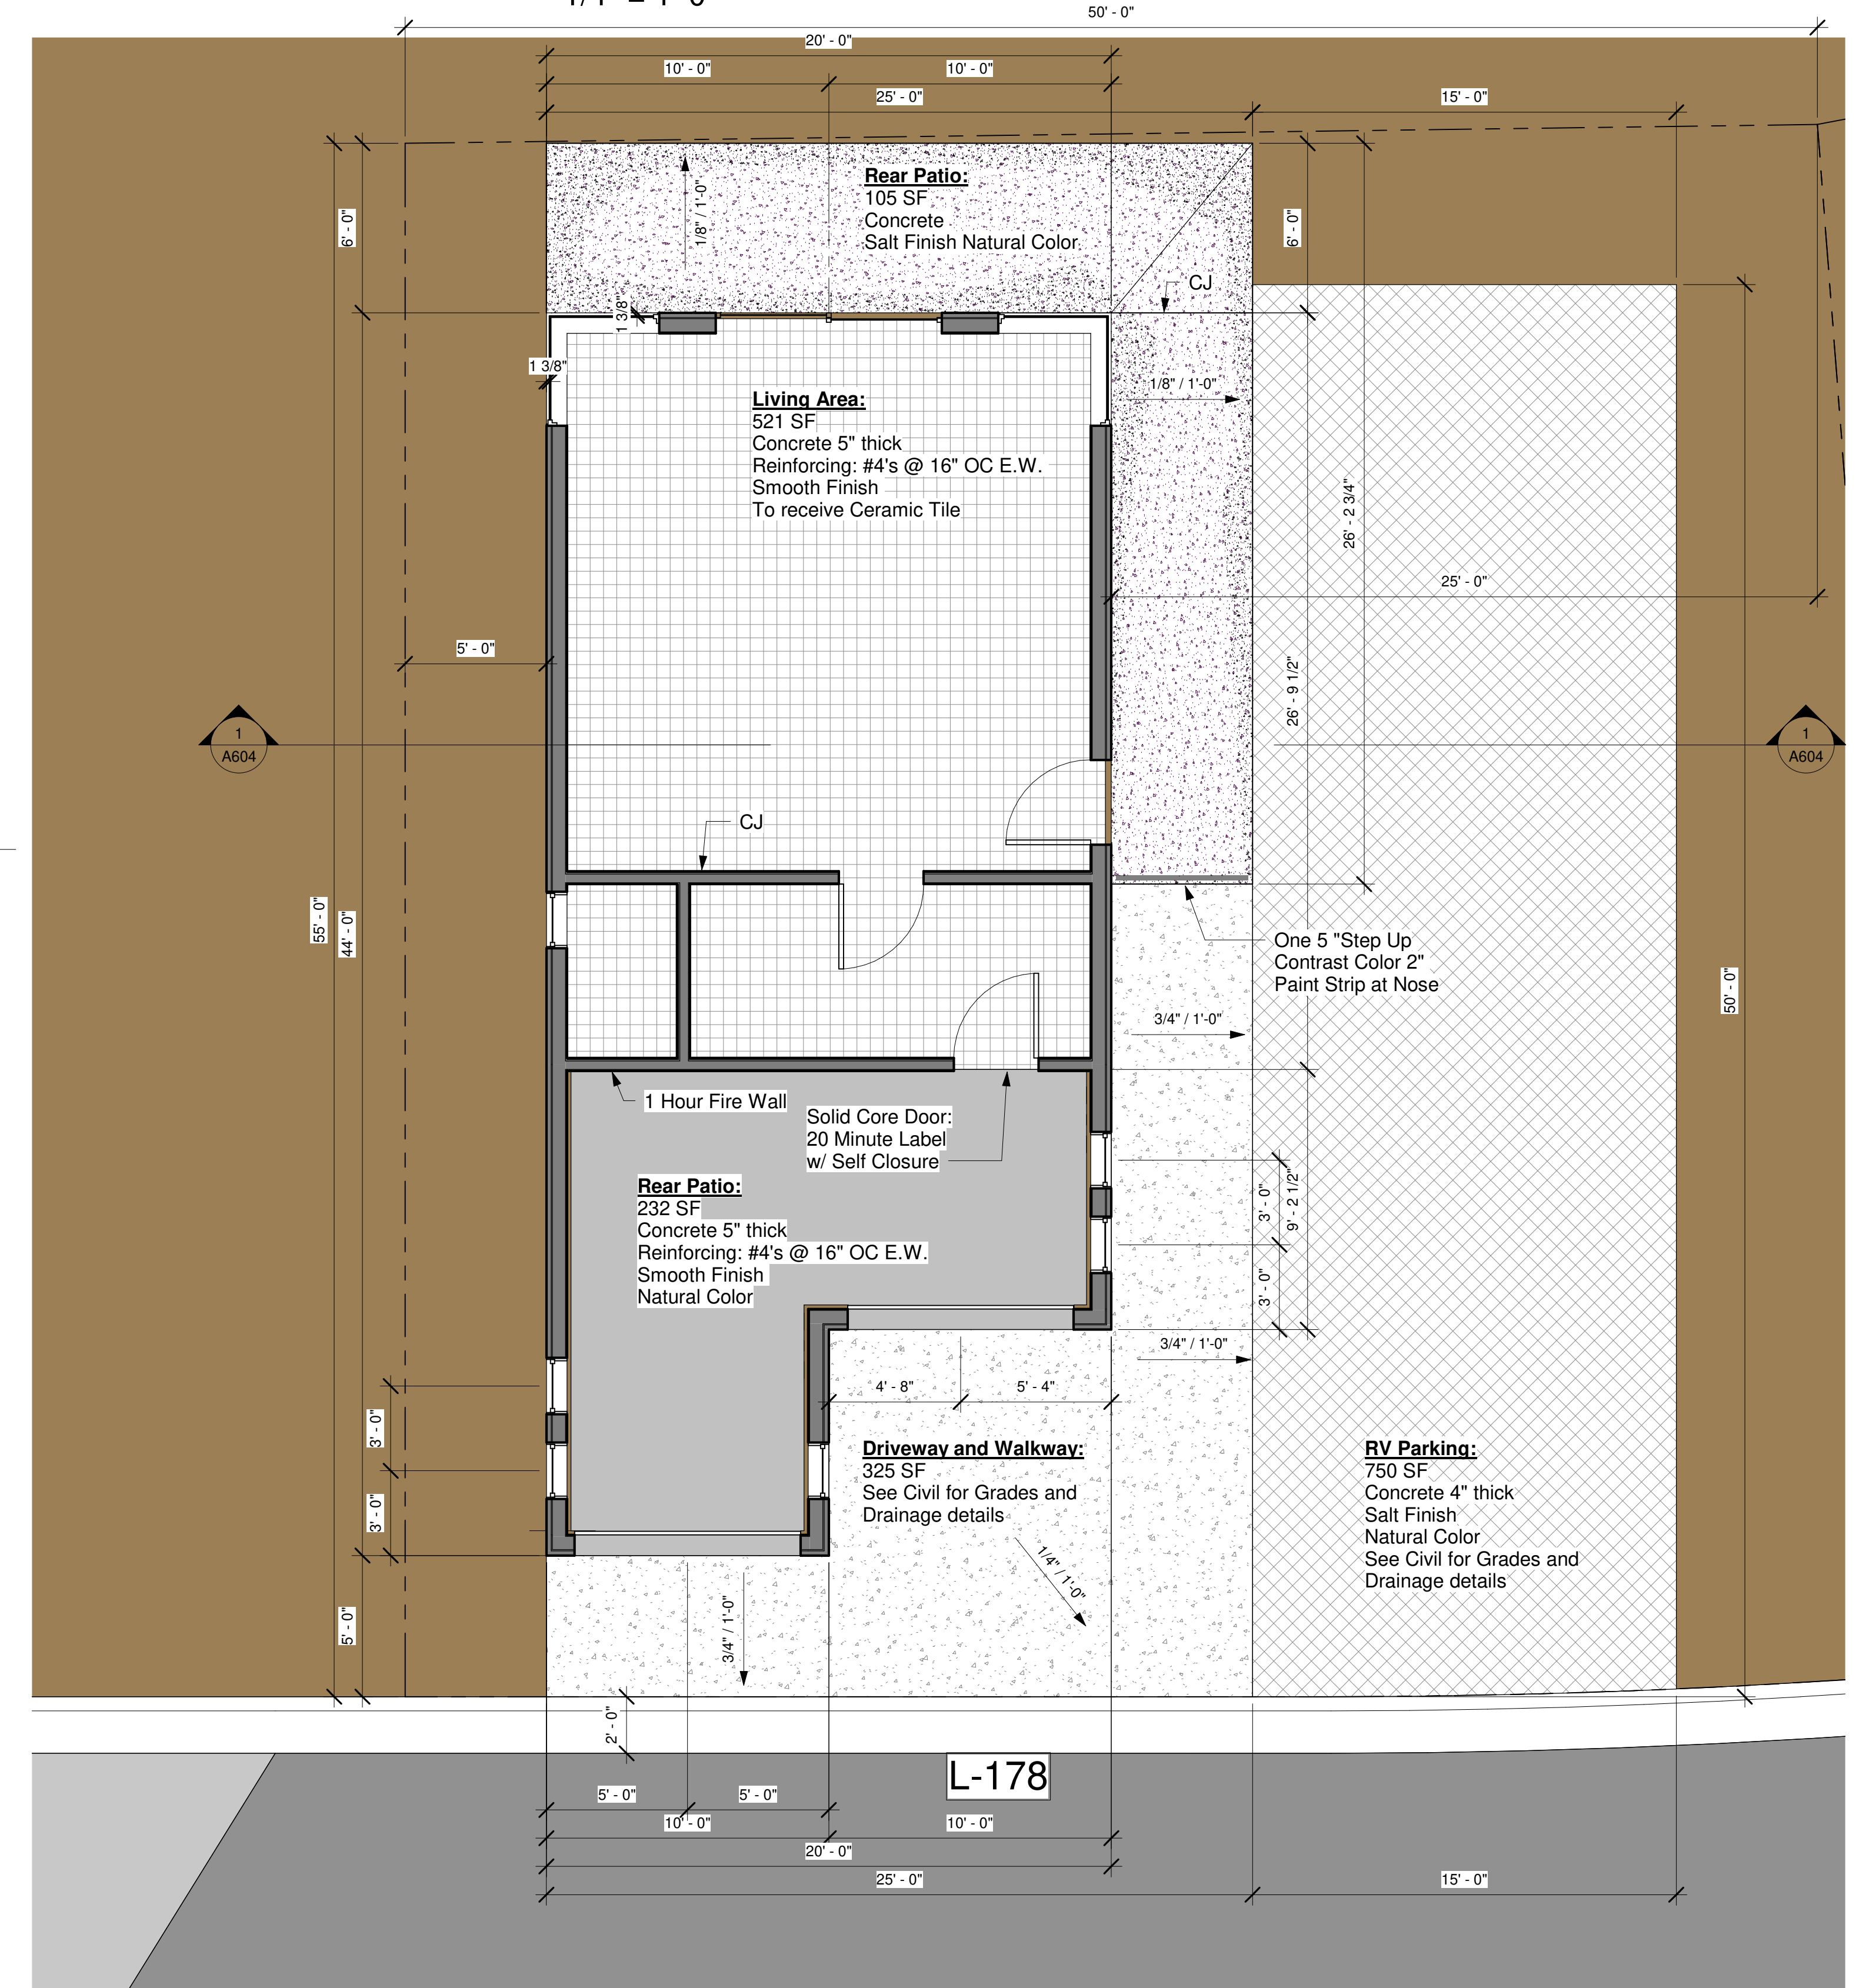 50' - 0"
20' - 0"
10' - 0"
10' - 0"
25' - 0"
15' - 0"
Rear Patio:
105 SF
Concrete
Salt Finish Natural Color
1/8" / 1'-0"
6' - 0"
6' - 0"
CJ
1 3/8"
1 3/8"
1/8" / 1'-0"
Living Area:
521 SF
Concrete 5" thick
Reinforcing: #4's @ 16" OC E.W.
Smooth Finish
To receive Ceramic Tile
26' - 2 3/4"
25' - 0"
5' - 0"
26' - 9 1/2"
1
A604
1
A604
CJ
55' - 0"
44' - 0"
One 5 "Step Up
Contrast Color 2"
Paint Strip at Nose
50' - 0"
3/4" / 1'-0"
1 Hour Fire Wall
Solid Core Door:
20 Minute Label
w/ Self Closure
Rear Patio:
232 SF
Concrete 5" thick
Reinforcing: #4's @ 16" OC E.W.
Smooth Finish
Natural Color
3' - 0"
9' - 2 1/2"
3' - 0"
3/4" / 1'-0"
4' - 8"
5' - 4"
3' - 0"
3' - 0"
Driveway and Walkway:
325 SF
See Civil for Grades and
Drainage details
RV Parking:
750 SF
Concrete 4" thick
Salt Finish
Natural Color
See Civil for Grades and
Drainage details
1/4" / 1'-0"
3/4" / 1'-0"
5' - 0"
2' - 0"
L-178
5' - 0"
5' - 0"
10' - 0"
10' - 0"
20' - 0"
25' - 0"
15' - 0"